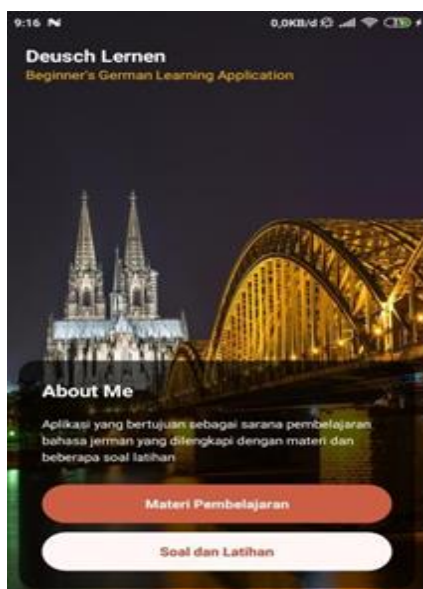 9:16 N 0,0KB/d
Deusch Lernen
Beginner's German Learning Application
About Me
Aplikasi yang bertujuan sebagai sarana pembelajaran
bahasa jerman yang dilengkapi dengan materi dan
beberapa soal latihan
Materi Pembelajaran
Soal dan Latihan